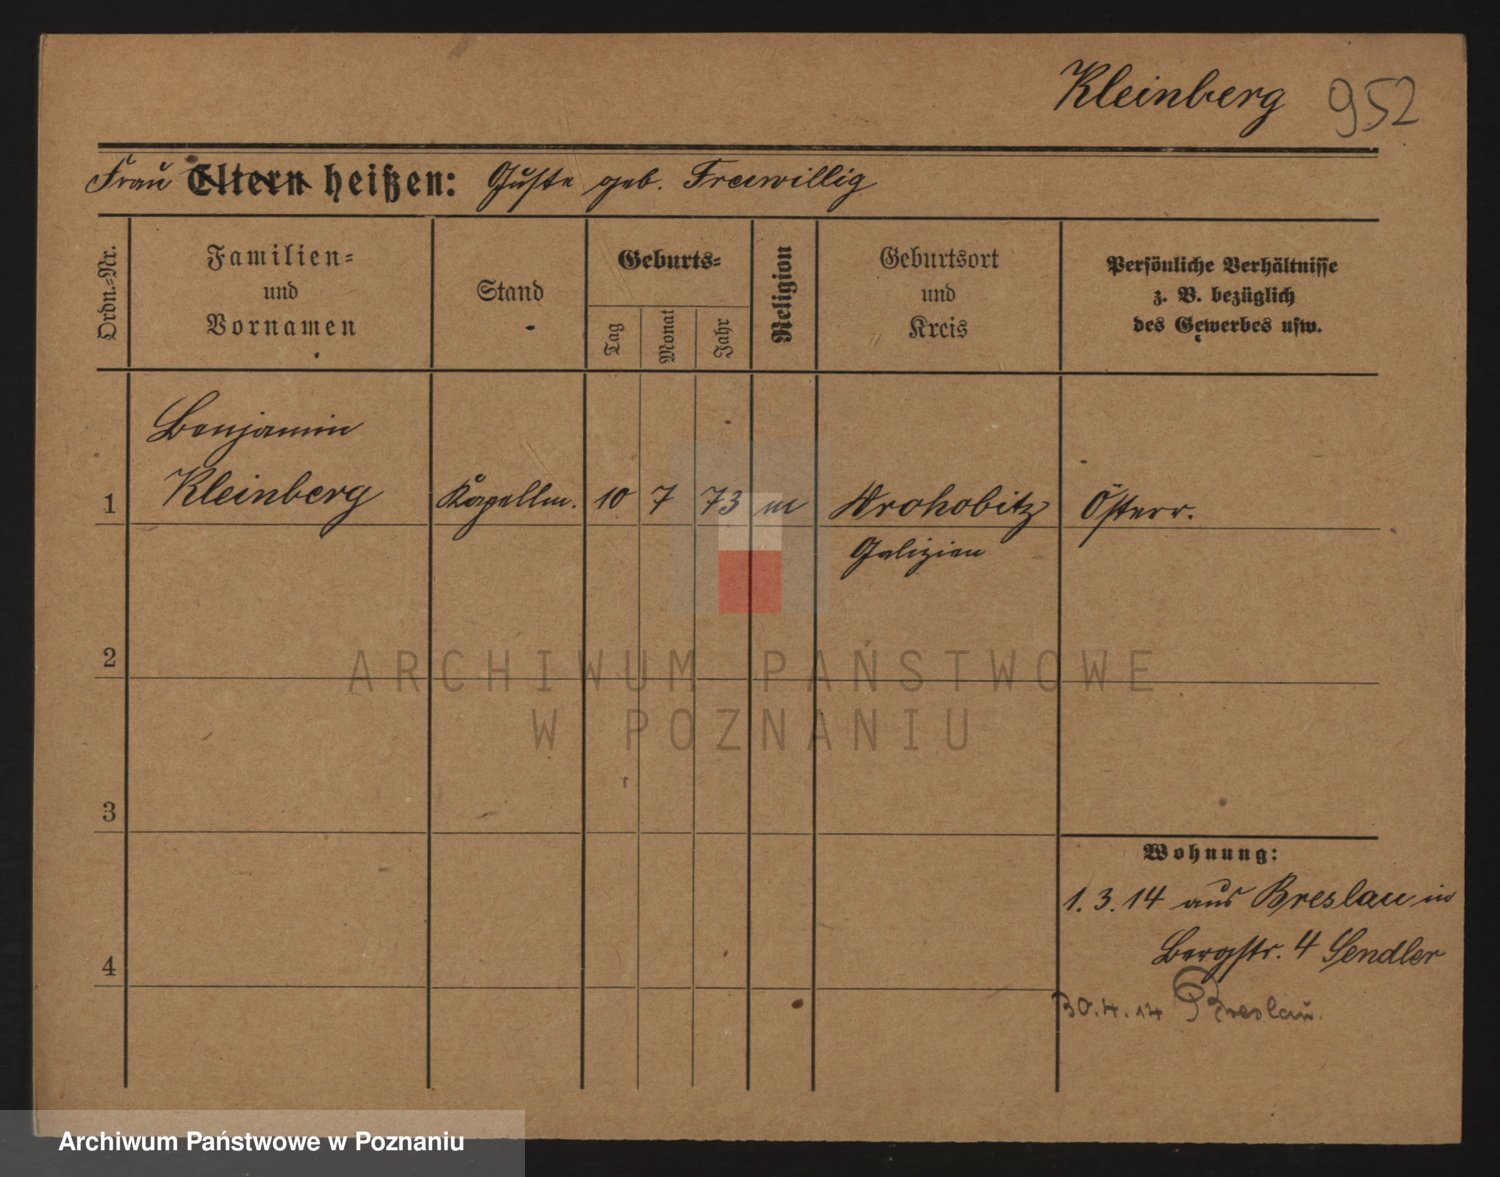 Kleinberg 952
Frau Eltern heißen: Guste geb. Freiwillig
Ordn.-Nr.
Familien-
und
Vornamen
Stand
Geburts-
Tag
Monat
Jahr
Religion
Geburtsort
und
Kreis
Persönliche Verhältnisse
z. B. bezüglich
des Gewerbes usw.
Benjamin
1 Kleinberg Kapellm. 10 7 73 m Drohobitz Österr.
Galizien
2
3
4
Wohnung:
1. 3. 14 aus Breslau in
Bergstr. 4 Sendler
30. 4. 14 Breslau.
ARCHIWUM PAŃSTWOWE
W POZNANIU
Archiwum Państwowe w Poznaniu